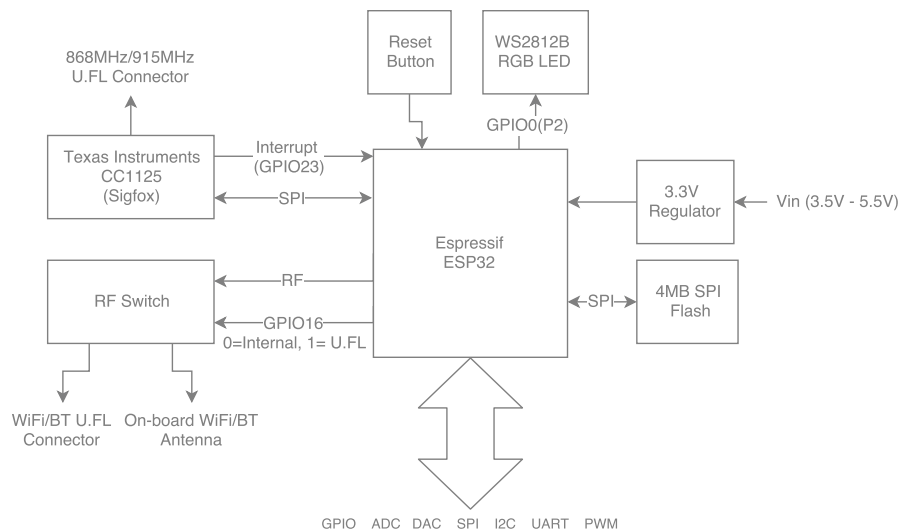 868MHz/915MHz
U.FL Connector
Reset
Button
WS2812B
RGB LED
GPIO0(P2)
Texas Instruments
CC1125
(Sigfox)
Interrupt
(GPIO23)
SPI
Espressif
ESP32
3.3V
Regulator
Vin (3.5V - 5.5V)
RF Switch
RF
GPIO16
0=Internal, 1= U.FL
SPI
4MB SPI
Flash
WiFi/BT U.FL
Connector
On-board WiFi/BT
Antenna
GPIO ADC DAC SPI I2C UART PWM